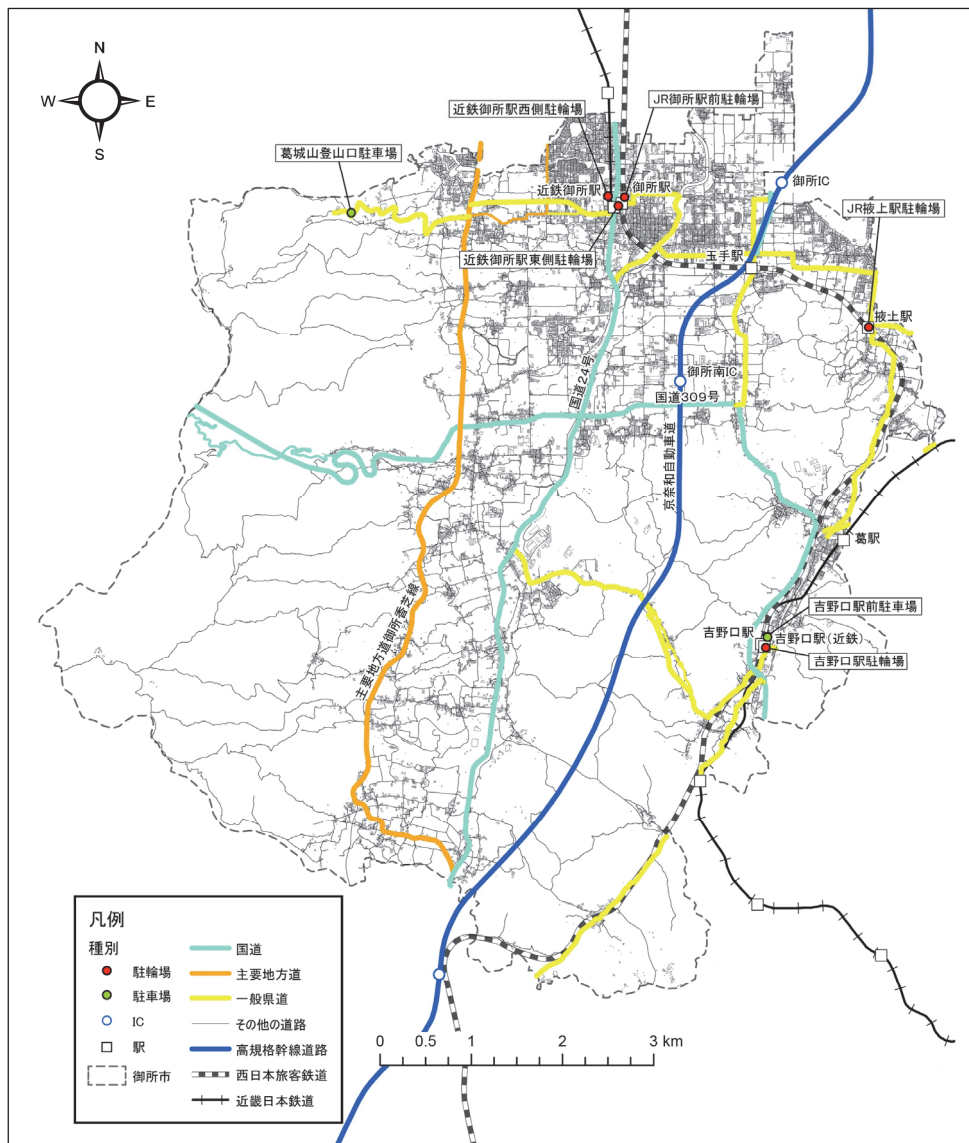 N
W
E
S
近鉄御所駅西側駐輪場
JR御所駅前駐輪場
葛城山登山口駐車場
近鉄御所駅
御所駅
御所IC
JR掖上駅駐輪場
近鉄御所駅東側駐輪場
玉手駅
掖上駅
国道24号
御所南IC
国道309号
京奈和自動車道
葛駅
主要地方道御所香芝線
吉野口駅前駐車場
吉野口駅
吉野口駅(近鉄)
吉野口駅駐輪場
凡例
種別
駐輪場
駐車場
IC
駅
御所市
国道
主要地方道
一般県道
その他の道路
高規格幹線道路
西日本旅客鉄道
近畿日本鉄道
0 0.5 1 2 3 km